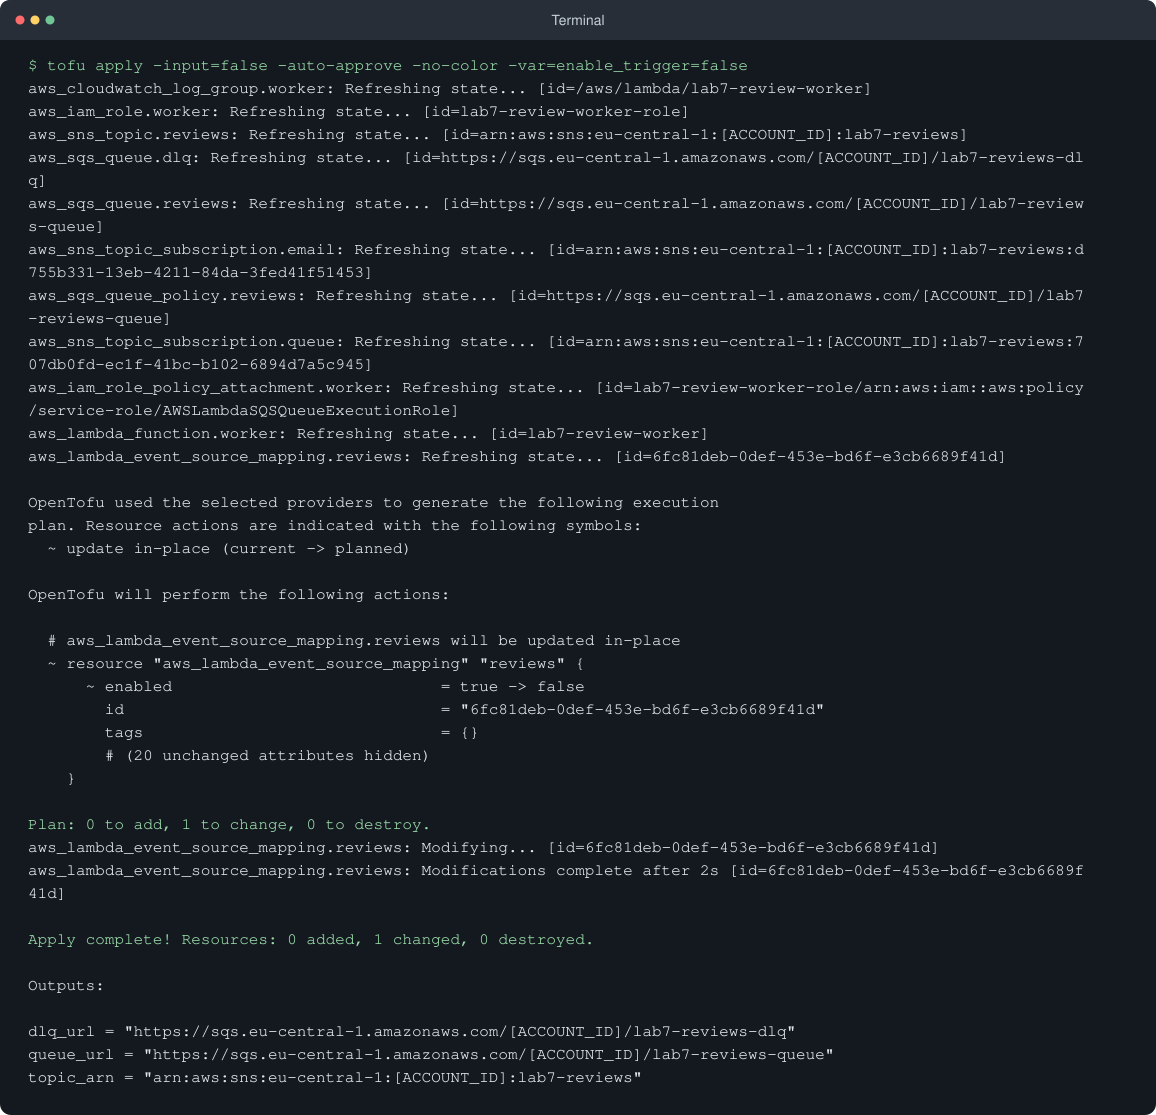 Terminal
$ tofu apply -input=false -auto-approve -no-color -var=enable_trigger=false
aws_cloudwatch_log_group.worker: Refreshing state... [id=/aws/lambda/lab7-review-worker]
aws_iam_role.worker: Refreshing state... [id=lab7-review-worker-role]
aws_sns_topic.reviews: Refreshing state... [id=arn:aws:sns:eu-central-1:[ACCOUNT_ID]:lab7-reviews]
aws_sqs_queue.dlq: Refreshing state... [id=https://sqs.eu-central-1.amazonaws.com/[ACCOUNT_ID]/lab7-reviews-dl
q]
aws_sqs_queue.reviews: Refreshing state... [id=https://sqs.eu-central-1.amazonaws.com/[ACCOUNT_ID]/lab7-review
s-queue]
aws_sns_topic_subscription.email: Refreshing state... [id=arn:aws:sns:eu-central-1:[ACCOUNT_ID]:lab7-reviews:d
755b331-13eb-4211-84da-3fed41f51453]
aws_sqs_queue_policy.reviews: Refreshing state... [id=https://sqs.eu-central-1.amazonaws.com/[ACCOUNT_ID]/lab7
-reviews-queue]
aws_sns_topic_subscription.queue: Refreshing state... [id=arn:aws:sns:eu-central-1:[ACCOUNT_ID]:lab7-reviews:7
07db0fd-ec1f-41bc-b102-6894d7a5c945]
aws_iam_role_policy_attachment.worker: Refreshing state... [id=lab7-review-worker-role/arn:aws:iam::aws:policy
/service-role/AWSLambdaSQSQueueExecutionRole]
aws_lambda_function.worker: Refreshing state... [id=lab7-review-worker]
aws_lambda_event_source_mapping.reviews: Refreshing state... [id=6fc81deb-0def-453e-bd6f-e3cb6689f41d]

OpenTofu used the selected providers to generate the following execution
plan. Resource actions are indicated with the following symbols:
  ~ update in-place (current -> planned)

OpenTofu will perform the following actions:

  # aws_lambda_event_source_mapping.reviews will be updated in-place
  ~ resource "aws_lambda_event_source_mapping" "reviews" {
      ~ enabled                            = true -> false
        id                                 = "6fc81deb-0def-453e-bd6f-e3cb6689f41d"
        tags                               = {}
        # (20 unchanged attributes hidden)
    }

Plan: 0 to add, 1 to change, 0 to destroy.
aws_lambda_event_source_mapping.reviews: Modifying... [id=6fc81deb-0def-453e-bd6f-e3cb6689f41d]
aws_lambda_event_source_mapping.reviews: Modifications complete after 2s [id=6fc81deb-0def-453e-bd6f-e3cb6689f
41d]

Apply complete! Resources: 0 added, 1 changed, 0 destroyed.

Outputs:

dlq_url = "https://sqs.eu-central-1.amazonaws.com/[ACCOUNT_ID]/lab7-reviews-dlq"
queue_url = "https://sqs.eu-central-1.amazonaws.com/[ACCOUNT_ID]/lab7-reviews-queue"
topic_arn = "arn:aws:sns:eu-central-1:[ACCOUNT_ID]:lab7-reviews"